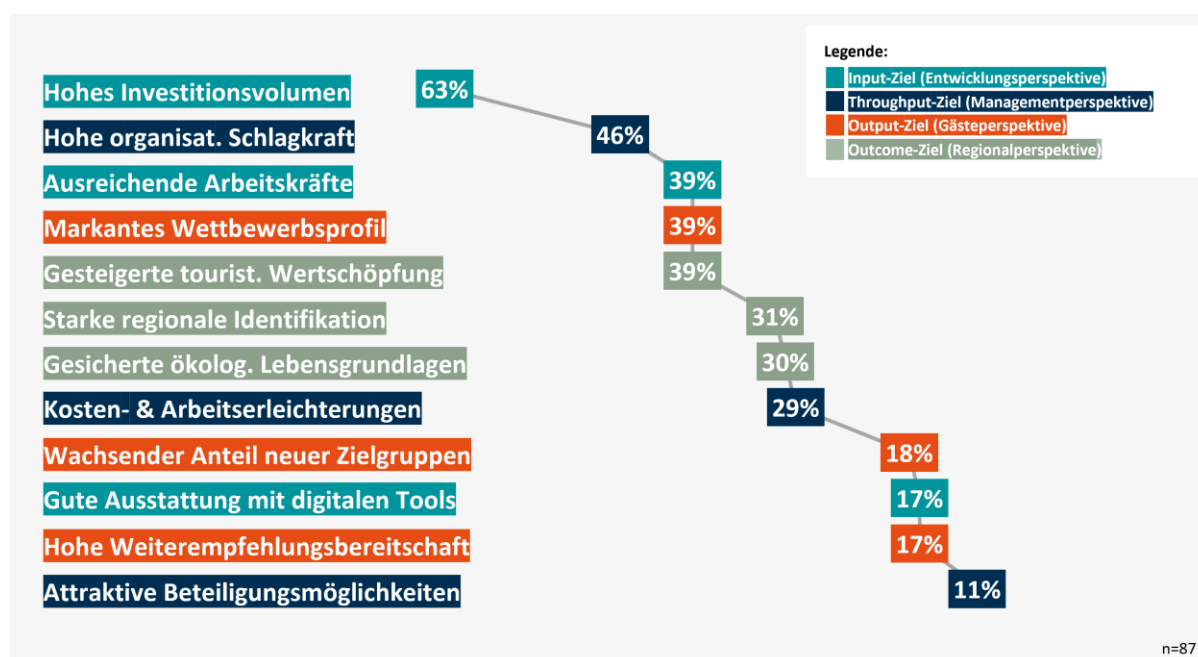 Legende:
Input-Ziel (Entwicklungsperspektive)
Throughput-Ziel (Managementperspektive)
Output-Ziel (Gästeperspektive)
Outcome-Ziel (Regionalperspektive)
Hohes Investitionsvolumen 63%
Hohe organisat. Schlagkraft 46%
Ausreichende Arbeitskräfte 39%
Markantes Wettbewerbsprofil 39%
Gesteigerte tourist. Wertschöpfung 39%
Starke regionale Identifikation 31%
Gesicherte ökolog. Lebensgrundlagen 30%
Kosten- & Arbeitserleichterungen 29%
Wachsender Anteil neuer Zielgruppen 18%
Gute Ausstattung mit digitalen Tools 17%
Hohe Weiterempfehlungsbereitschaft 17%
Attraktive Beteiligungsmöglichkeiten 11%
n=87